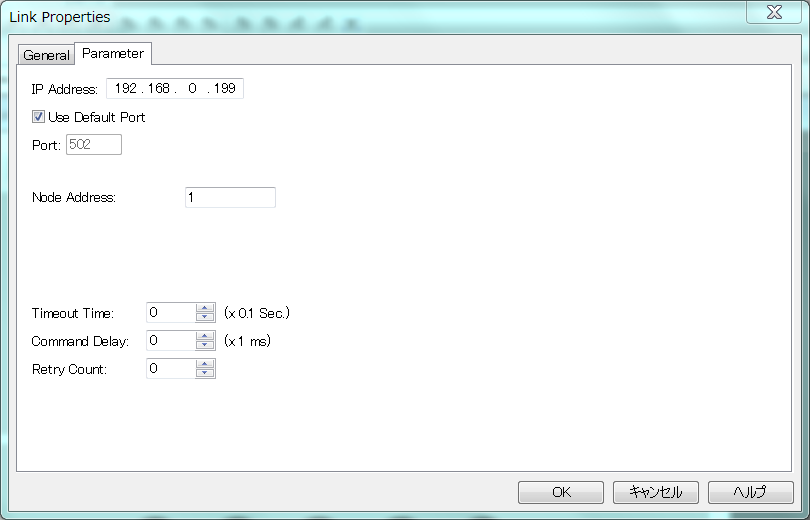 Link Properties
General Parameter
IP Address: 192 . 168 . 0 . 199
Use Default Port
Port: 502
Node Address: 1
Timeout Time: 0 (x 0.1 Sec.)
Command Delay: 0 (x 1 ms)
Retry Count: 0
OK キャンセル ヘルプ